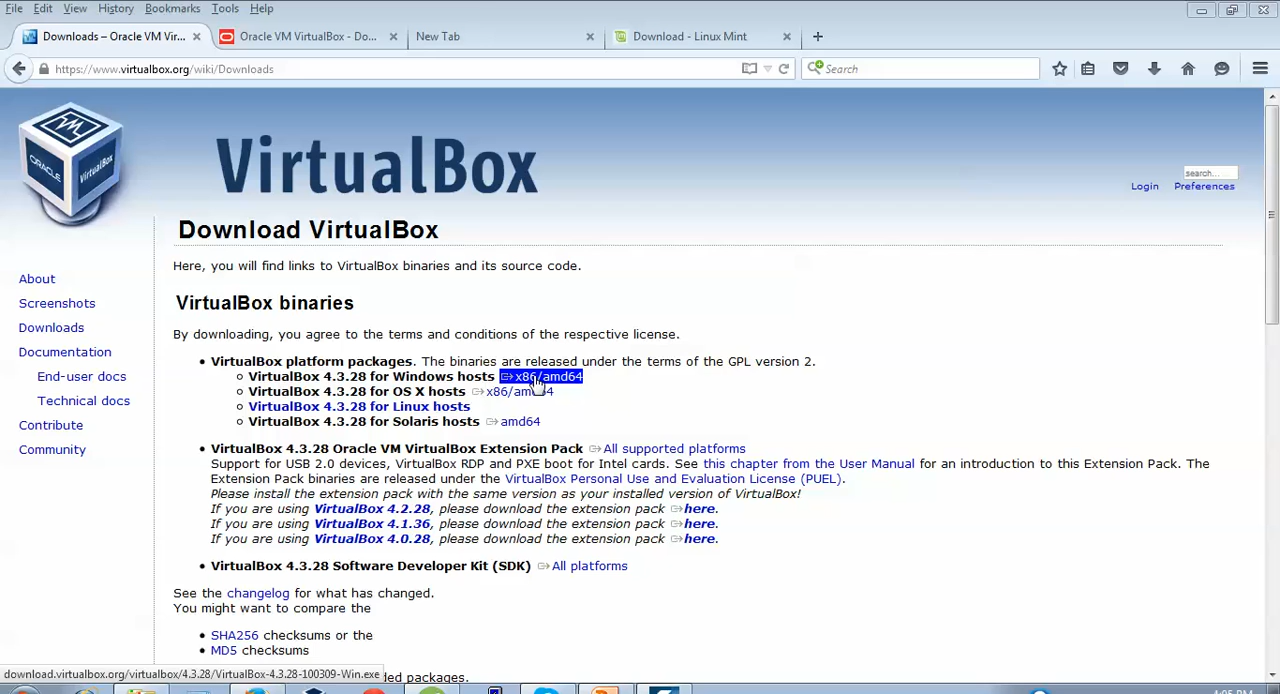 File Edit View History Bookmarks Tools Help
Downloads – Oracle VM Vir... Oracle VM VirtualBox - Do... New Tab Download - Linux Mint
https://www.virtualbox.org/wiki/Downloads Search
ORACLE VirtualBox
VirtualBox
search...
Login Preferences
Download VirtualBox
Here, you will find links to VirtualBox binaries and its source code.
About
Screenshots
Downloads
Documentation
End-user docs
Technical docs
Contribute
Community
VirtualBox binaries
By downloading, you agree to the terms and conditions of the respective license.
• VirtualBox platform packages. The binaries are released under the terms of the GPL version 2.
VirtualBox 4.3.28 for Windows hosts x86/amd64
VirtualBox 4.3.28 for OS X hosts x86/amd64
VirtualBox 4.3.28 for Linux hosts
VirtualBox 4.3.28 for Solaris hosts amd64
• VirtualBox 4.3.28 Oracle VM VirtualBox Extension Pack All supported platforms
Support for USB 2.0 devices, VirtualBox RDP and PXE boot for Intel cards. See this chapter from the User Manual for an introduction to this Extension Pack. The
Extension Pack binaries are released under the VirtualBox Personal Use and Evaluation License (PUEL).
Please install the extension pack with the same version as your installed version of VirtualBox!
If you are using VirtualBox 4.2.28, please download the extension pack here.
If you are using VirtualBox 4.1.36, please download the extension pack here.
If you are using VirtualBox 4.0.28, please download the extension pack here.
• VirtualBox 4.3.28 Software Developer Kit (SDK) All platforms
See the changelog for what has changed.
You might want to compare the
• SHA256 checksums or the
• MD5 checksums
download.virtualbox.org/virtualbox/4.3.28/VirtualBox-4.3.28-100309-Win.exe
packages.